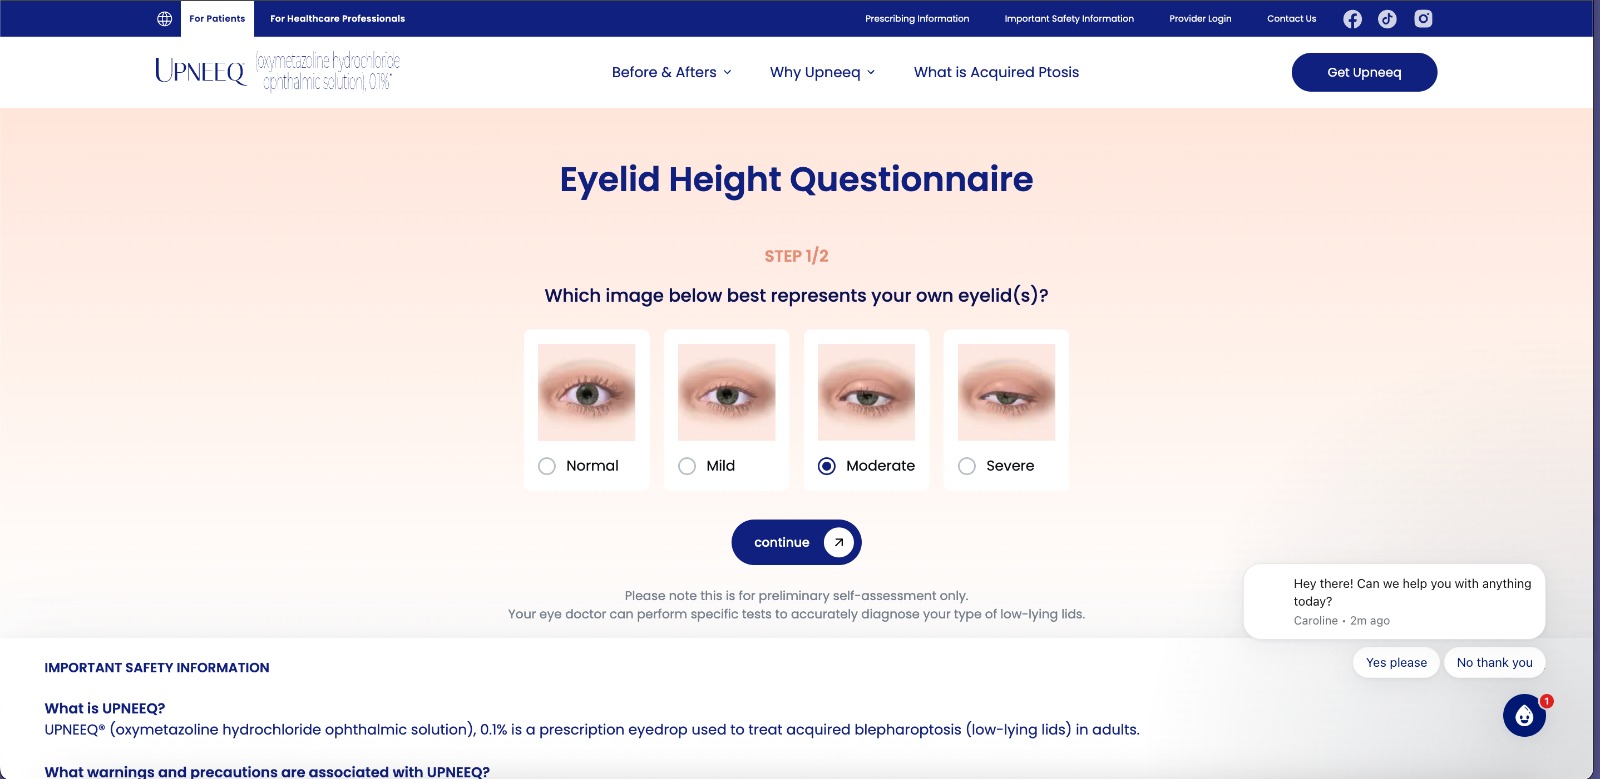 For Patients
For Healthcare Professionals
Prescribing Information
Important Safety Information
Provider Login
Contact Us
UPNEEQ (oxymetazoline hydrochloride
ophthalmic solution), 0.1%*
Before & Afters
Why Upneeq
What is Acquired Ptosis
Get Upneeq
Eyelid Height Questionnaire
STEP 1/2
Which image below best represents your own eyelid(s)?
Normal
Mild
Moderate
Severe
continue
Please note this is for preliminary self-assessment only.
Your eye doctor can perform specific tests to accurately diagnose your type of low-lying lids.
Hey there! Can we help you with anything
today?
Caroline • 2m ago
Yes please
No thank you
1
IMPORTANT SAFETY INFORMATION
What is UPNEEQ?
UPNEEQ® (oxymetazoline hydrochloride ophthalmic solution), 0.1% is a prescription eyedrop used to treat acquired blepharoptosis (low-lying lids) in adults.
What warnings and precautions are associated with UPNEEQ?